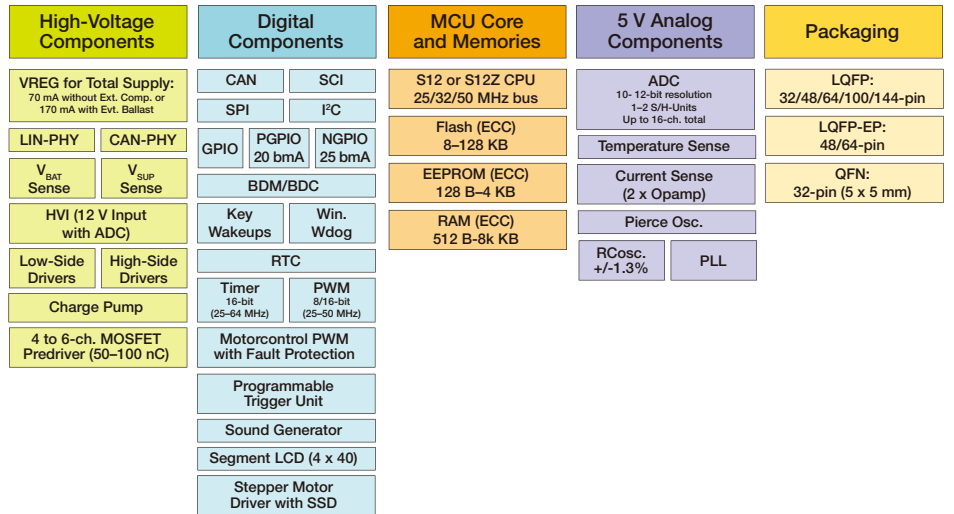 High-Voltage
Components
VREG for Total Supply:
70 mA without Ext. Comp. or
170 mA with Ext. Ballast
LIN-PHY
CAN-PHY
VBAT
Sense
VSUP
Sense
HVI (12 V Input
with ADC)
Low-Side
Drivers
High-Side
Drivers
Charge Pump
4 to 6-ch. MOSFET
Predriver (50–100 nC)
Digital
Components
CAN
SCI
SPI
I²C
GPIO
PGPIO
20 bmA
NGPIO
25 bmA
BDM/BDC
Key
Wakeups
Win.
Wdog
RTC
Timer
16-bit
(25–64 MHz)
PWM
8/16-bit
(25–50 MHz)
Motorcontrol PWM
with Fault Protection
Programmable
Trigger Unit
Sound Generator
Segment LCD (4 x 40)
Stepper Motor
Driver with SSD
MCU Core
and Memories
S12 or S12Z CPU
25/32/50 MHz bus
Flash (ECC)
8–128 KB
EEPROM (ECC)
128 B–4 KB
RAM (ECC)
512 B-8k KB
5 V Analog
Components
ADC
10- 12-bit resolution
1–2 S/H-Units
Up to 16-ch. total
Temperature Sense
Current Sense
(2 x Opamp)
Pierce Osc.
RCosc.
+/-1.3%
PLL
Packaging
LQFP:
32/48/64/100/144-pin
LQFP-EP:
48/64-pin
QFN:
32-pin (5 x 5 mm)